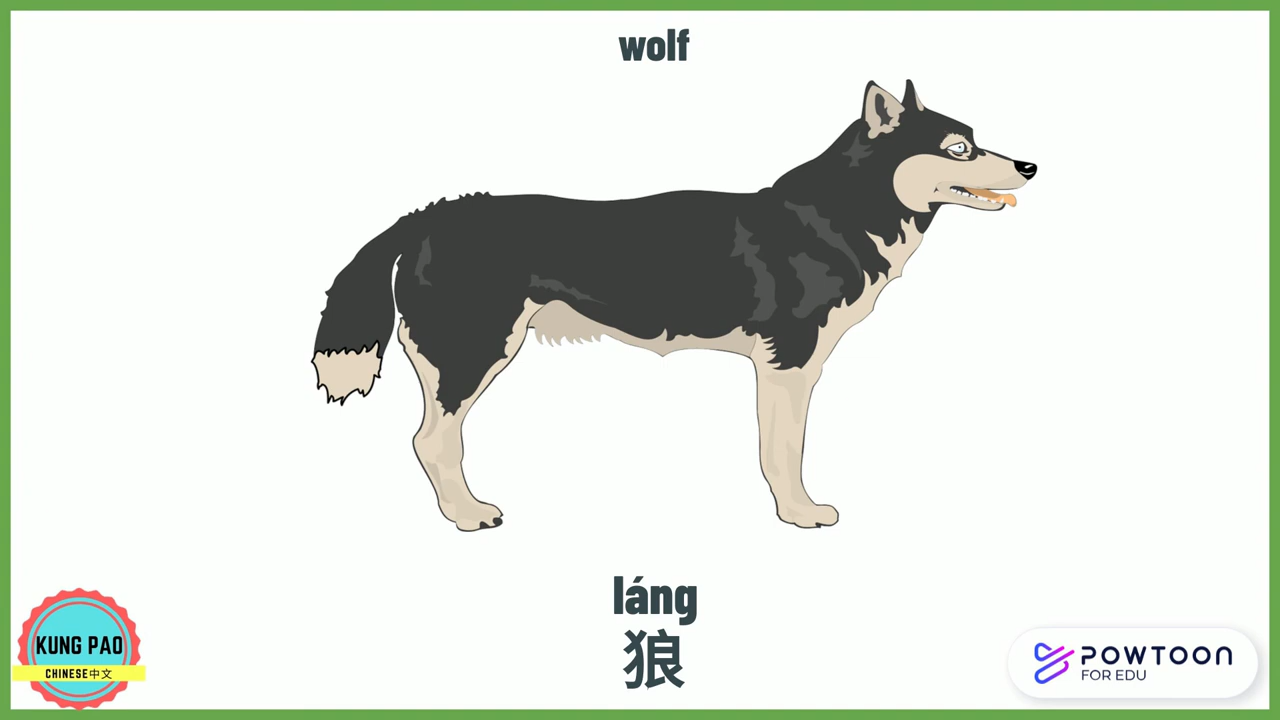 wolf
láng
狼
KUNG PAO
CHINESE中文
POWTOON
FOR EDU